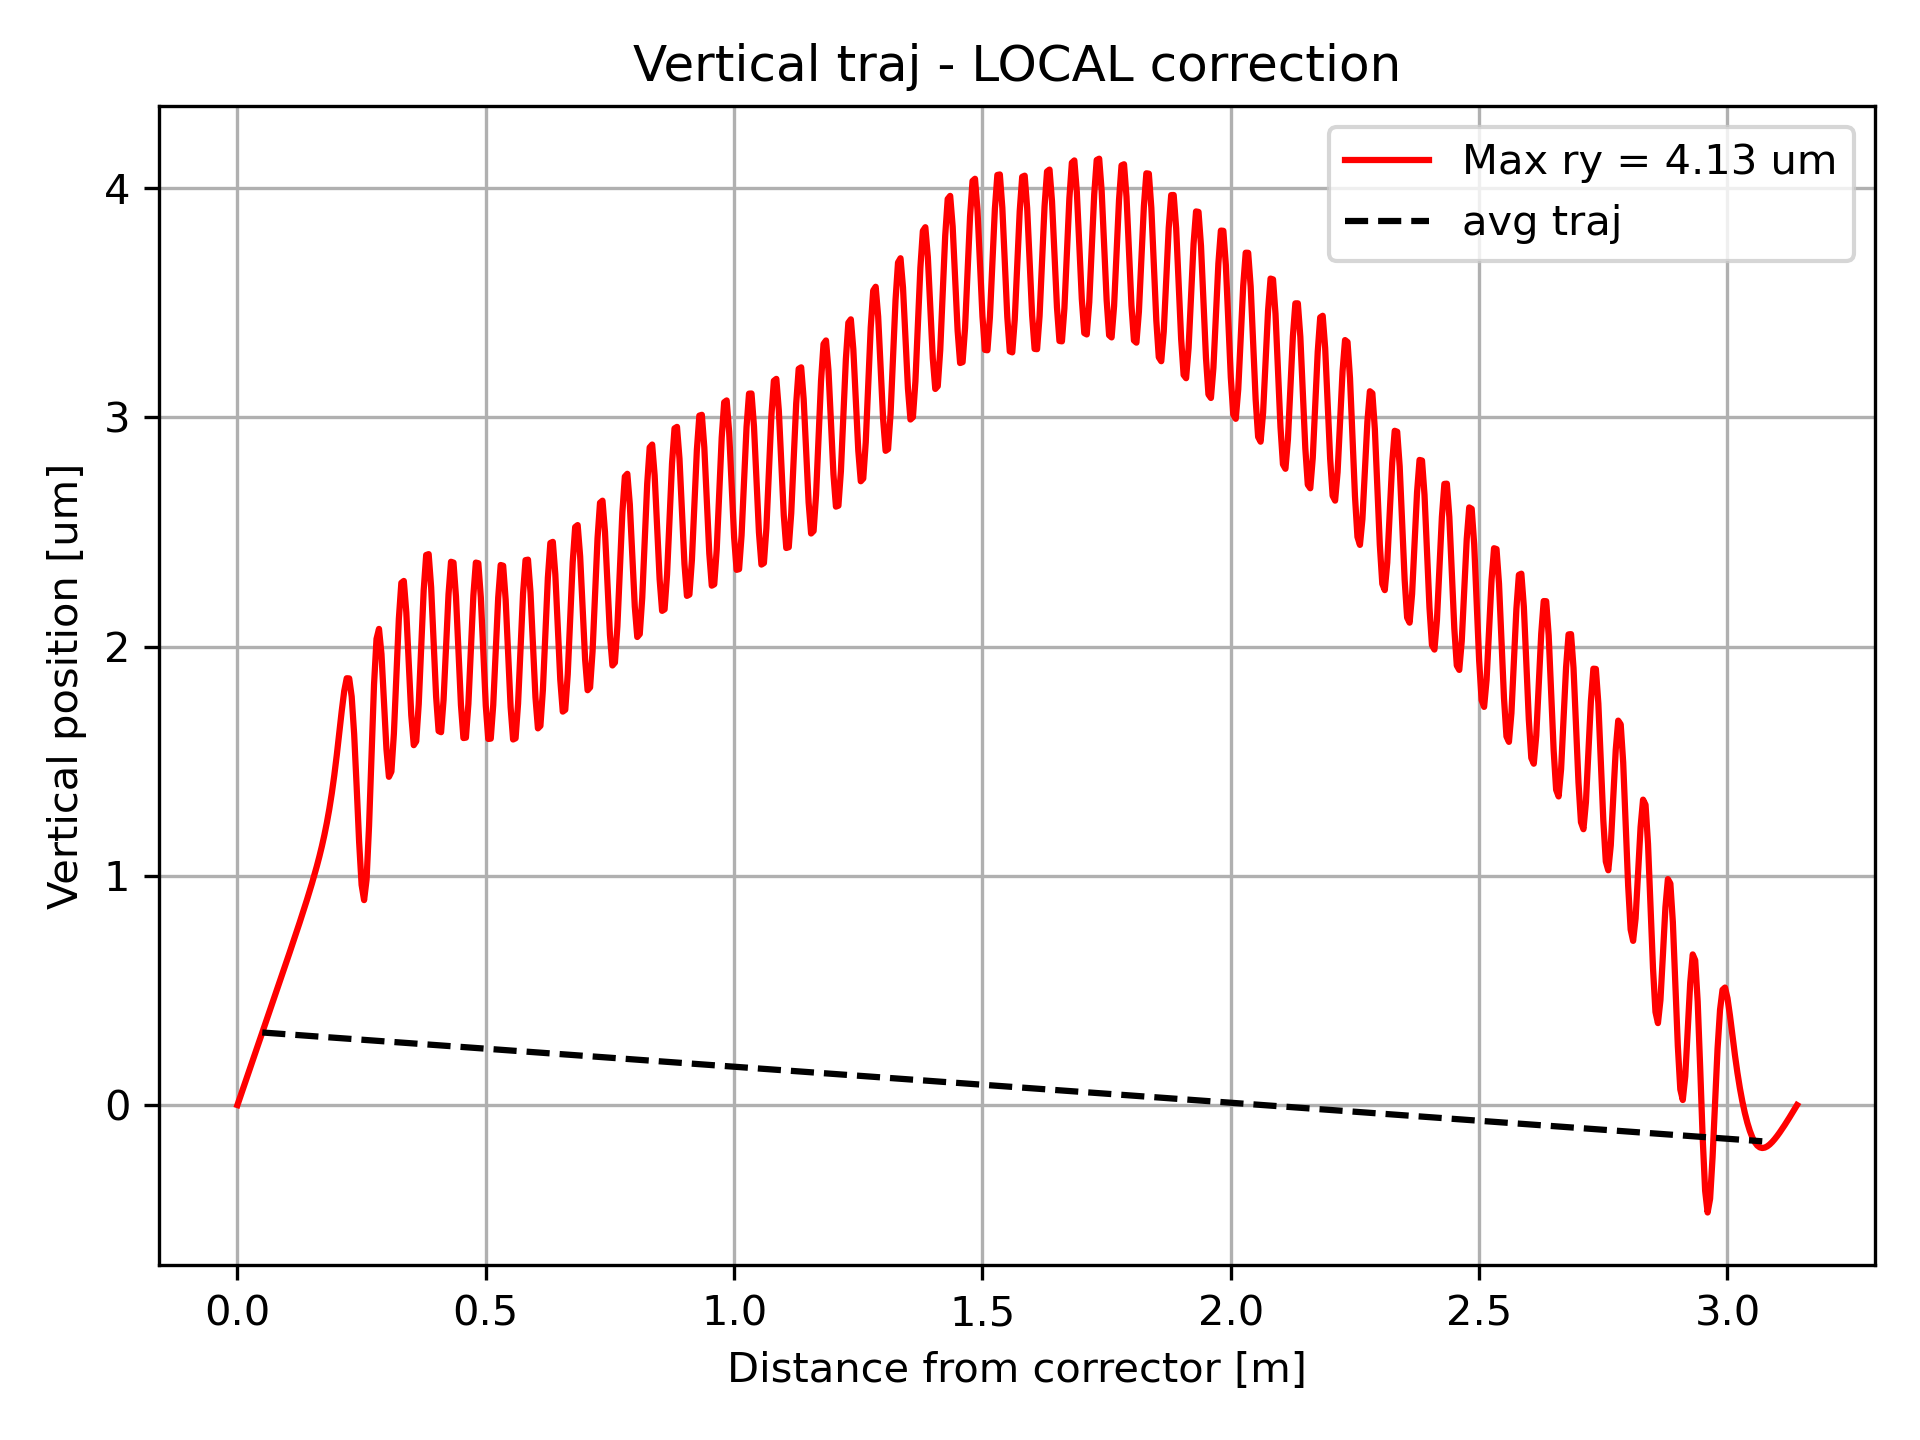 Vertical traj - LOCAL correction
Max ry = 4.13 um
avg traj
Vertical position [um]
4
3
2
1
0
0.0 0.5 1.0 1.5 2.0 2.5 3.0
Distance from corrector [m]